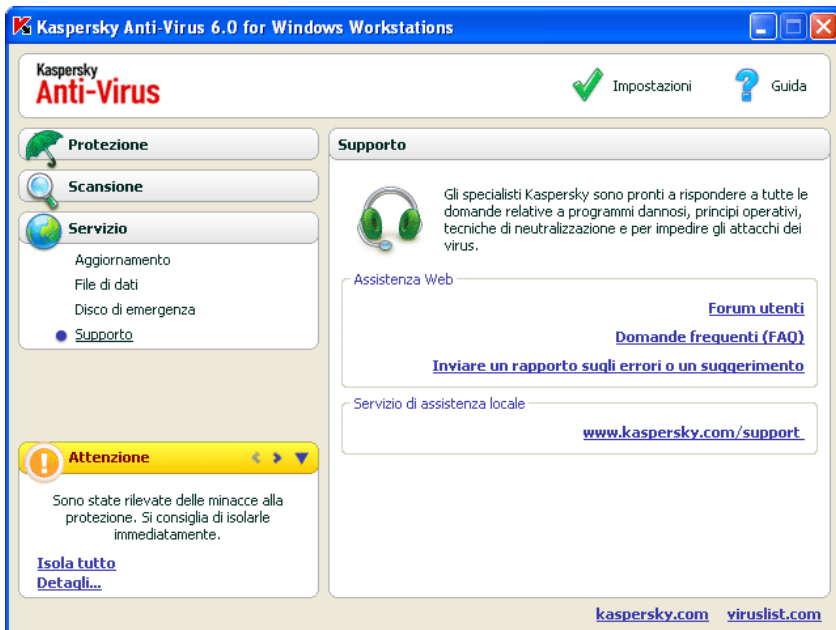 Kaspersky Anti-Virus 6.0 for Windows Workstations
Kaspersky
Anti-Virus
Impostazioni
Guida
Protezione
Scansione
Servizio
Aggiornamento
File di dati
Disco di emergenza
Supporto
Attenzione
Sono state rilevate delle minacce alla
protezione. Si consiglia di isolarle
immediatamente.
Isola tutto
Detagli...
Supporto
Gli specialisti Kaspersky sono pronti a rispondere a tutte le
domande relative a programmi dannosi, principi operativi,
tecniche di neutralizzazione e per impedire gli attacchi dei
virus.
Assistenza Web
Forum utenti
Domande frequenti (FAQ)
Inviare un rapporto sugli errori o un suggerimento
Servizio di assistenza locale
www.kaspersky.com/support
kaspersky.com
viruslist.com